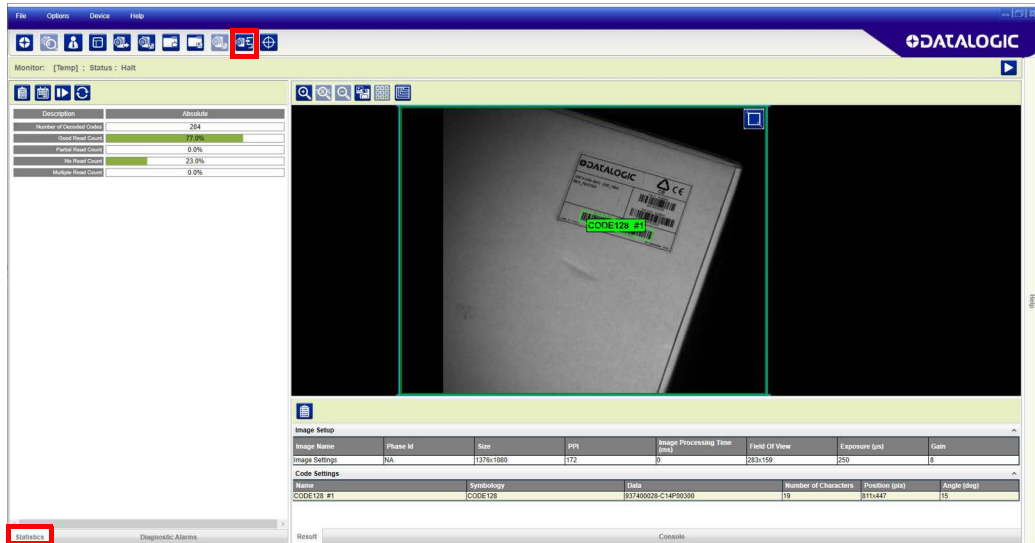 File Options Device Help
DATALOGIC
Monitor: [Temp] ; Status : Halt
Description Absolute
Number of Decoded Codes 284
Good Read Count 77.0%
Partial Read Count 0.0%
No Read Count 23.0%
Multiple Read Count 0.0%
DATALOGIC
CE
CODE128 #1
Help
Image Setup
Image Name Phase Id Size PPI Image Processing Time (ms) Field Of View Exposure (µs) Gain
Image Settings NA 1376x1080 172 0 283x159 250 8
Code Settings
Name Symbology Data Number of Characters Position (pix) Angle (deg)
CODE128 #1 CODE128 937400028-C14P00300 19 811x447 15
Statistics Diagnostic Alarms Result Console